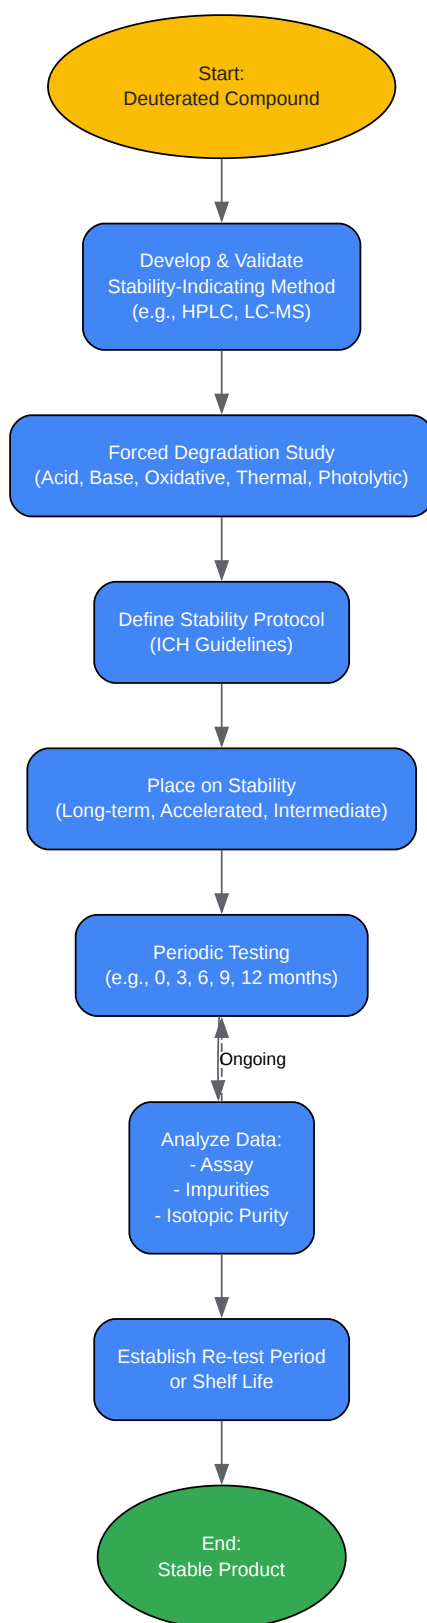 Start:
Deuterated Compound
Develop & Validate
Stability-Indicating Method
(e.g., HPLC, LC-MS)
Forced Degradation Study
(Acid, Base, Oxidative, Thermal, Photolytic)
Define Stability Protocol
(ICH Guidelines)
Place on Stability
(Long-term, Accelerated, Intermediate)
Periodic Testing
(e.g., 0, 3, 6, 9, 12 months)
Ongoing
Analyze Data:
- Assay
- Impurities
- Isotopic Purity
Establish Re-test Period
or Shelf Life
End:
Stable Product